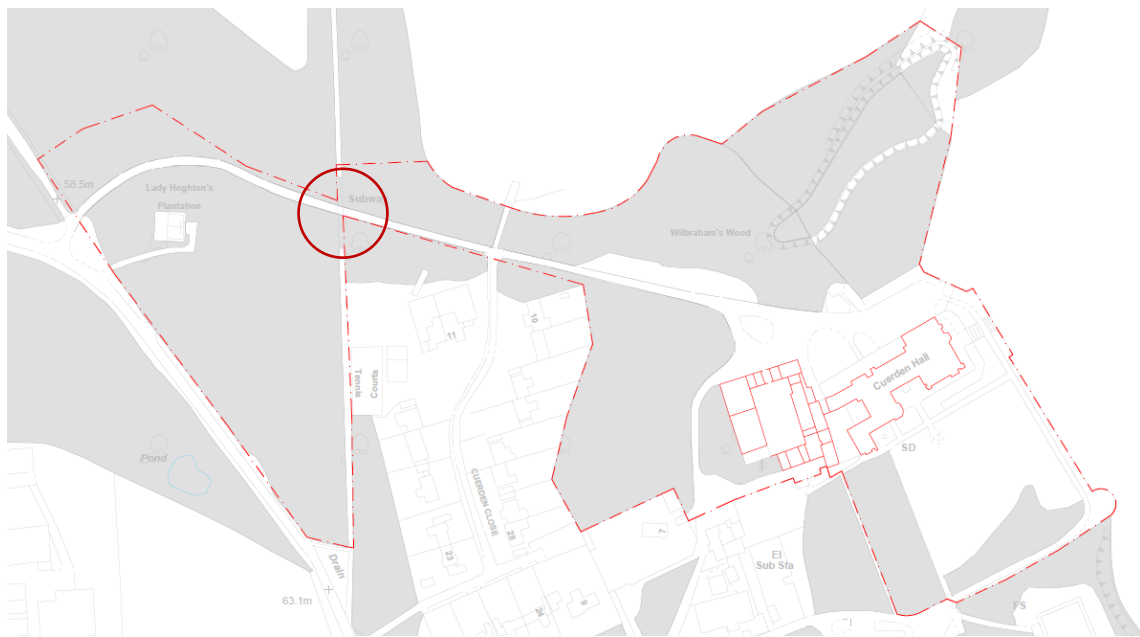 58.5m
Lady Hoghton's
Plantation
Subwa
Wilbraham's Wood
11
10
Tennis
Courts
Cuerden Hall
SD
Pond
CUERDEN CLOSE
28
23
7
El
Sub Sta
Drain
63.1m
24
9
FS